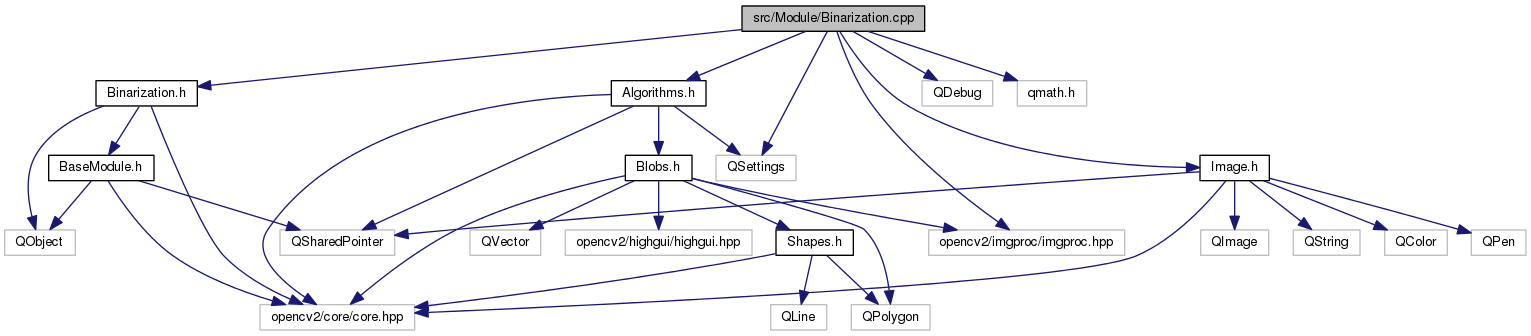 src/Module/Binarization.cpp
Binarization.h
Algorithms.h
QDebug
qmath.h
BaseModule.h
Blobs.h
QSettings
Image.h
QObject
QSharedPointer
QVector
opencv2/highgui/highgui.hpp
Shapes.h
opencv2/imgproc/imgproc.hpp
QImage
QString
QColor
QPen
opencv2/core/core.hpp
QLine
QPolygon